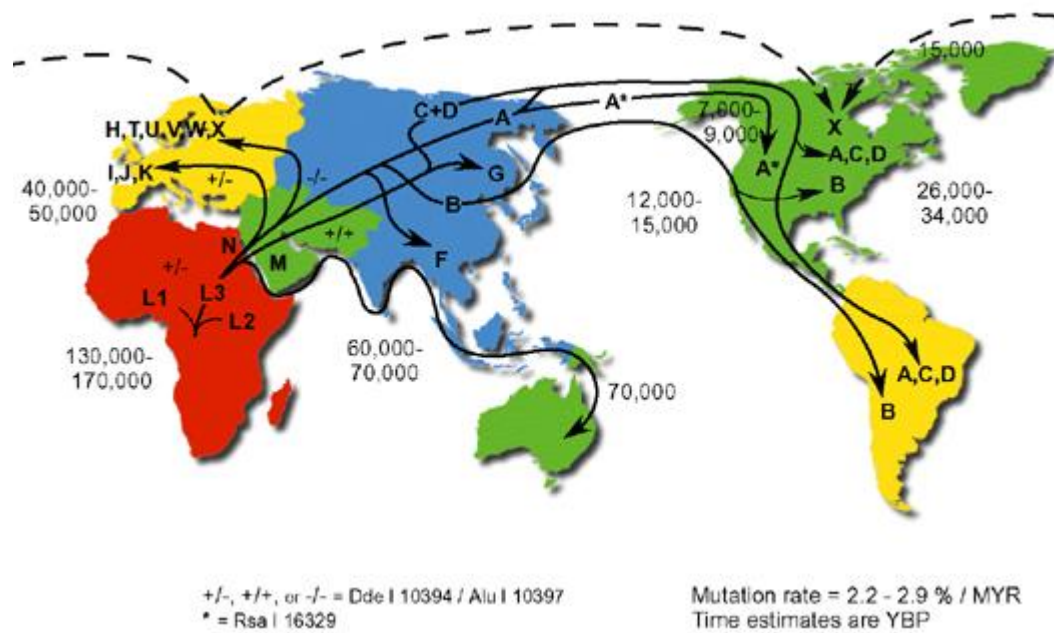 15,000
C+D
A
A*
7,000-
9,000
X
H,T,U,V,W,X
A,C,D
A*
I,J,K
+/-
-/-
G
B
B
40,000-
50,000
12,000-
15,000
26,000-
34,000
N
+/+
F
M
+/-
L3
L1
L2
130,000-
170,000
60,000-
70,000
70,000
A,C,D
B
+/-, +/+, or -/- = Dde I 10394 / Alu I 10397
* = Rsa I 16329
Mutation rate = 2.2 - 2.9 % / MYR
Time estimates are YBP